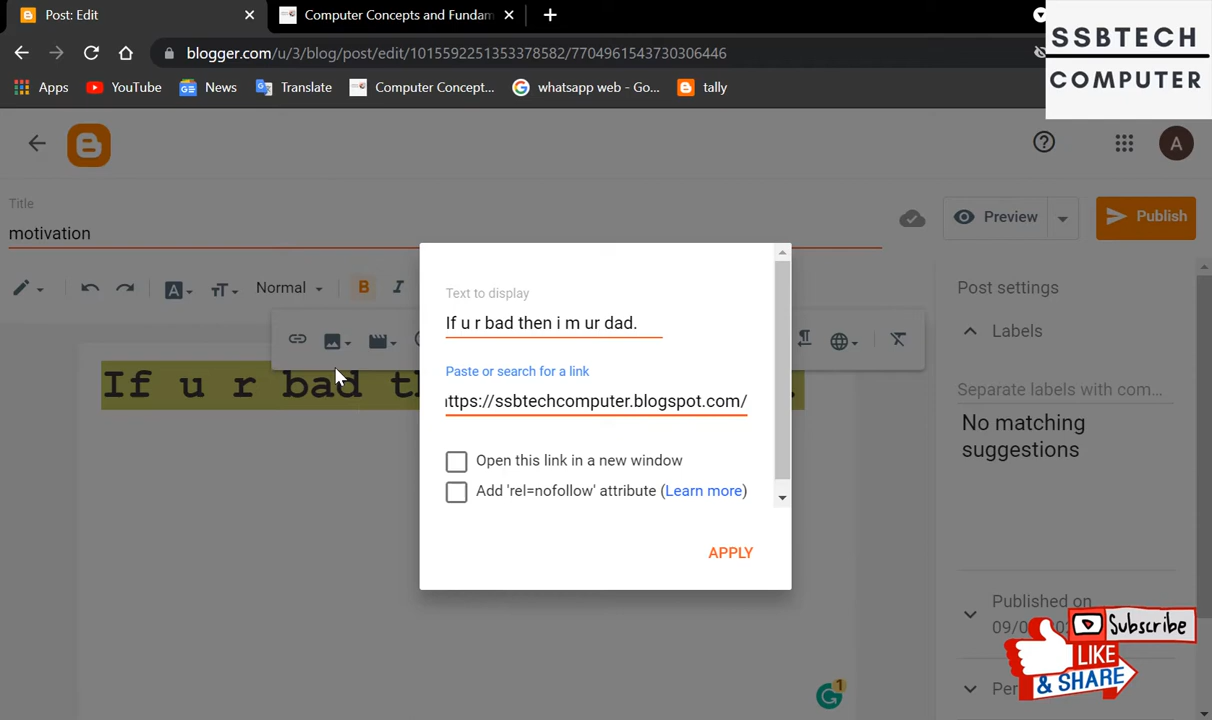 Post: Edit
Computer Concepts and Fundam
SSBTECH
COMPUTER
blogger.com/u/3/blog/post/edit/1015592251353378582/7704961543730306446
Apps
YouTube
News
Translate
Computer Concept...
whatsapp web - Go...
tally
A
Title
motivation
Preview
Publish
Normal
B
I
If u r bad th
Text to display
If u r bad then i m ur dad.
Paste or search for a link
ttps://ssbtechcomputer.blogspot.com/
Open this link in a new window
Add 'rel=nofollow' attribute (Learn more)
APPLY
Post settings
Labels
Separate labels with com...
No matching
suggestions
Published on
09/0
Per
Subscribe
LIKE
& SHARE
1